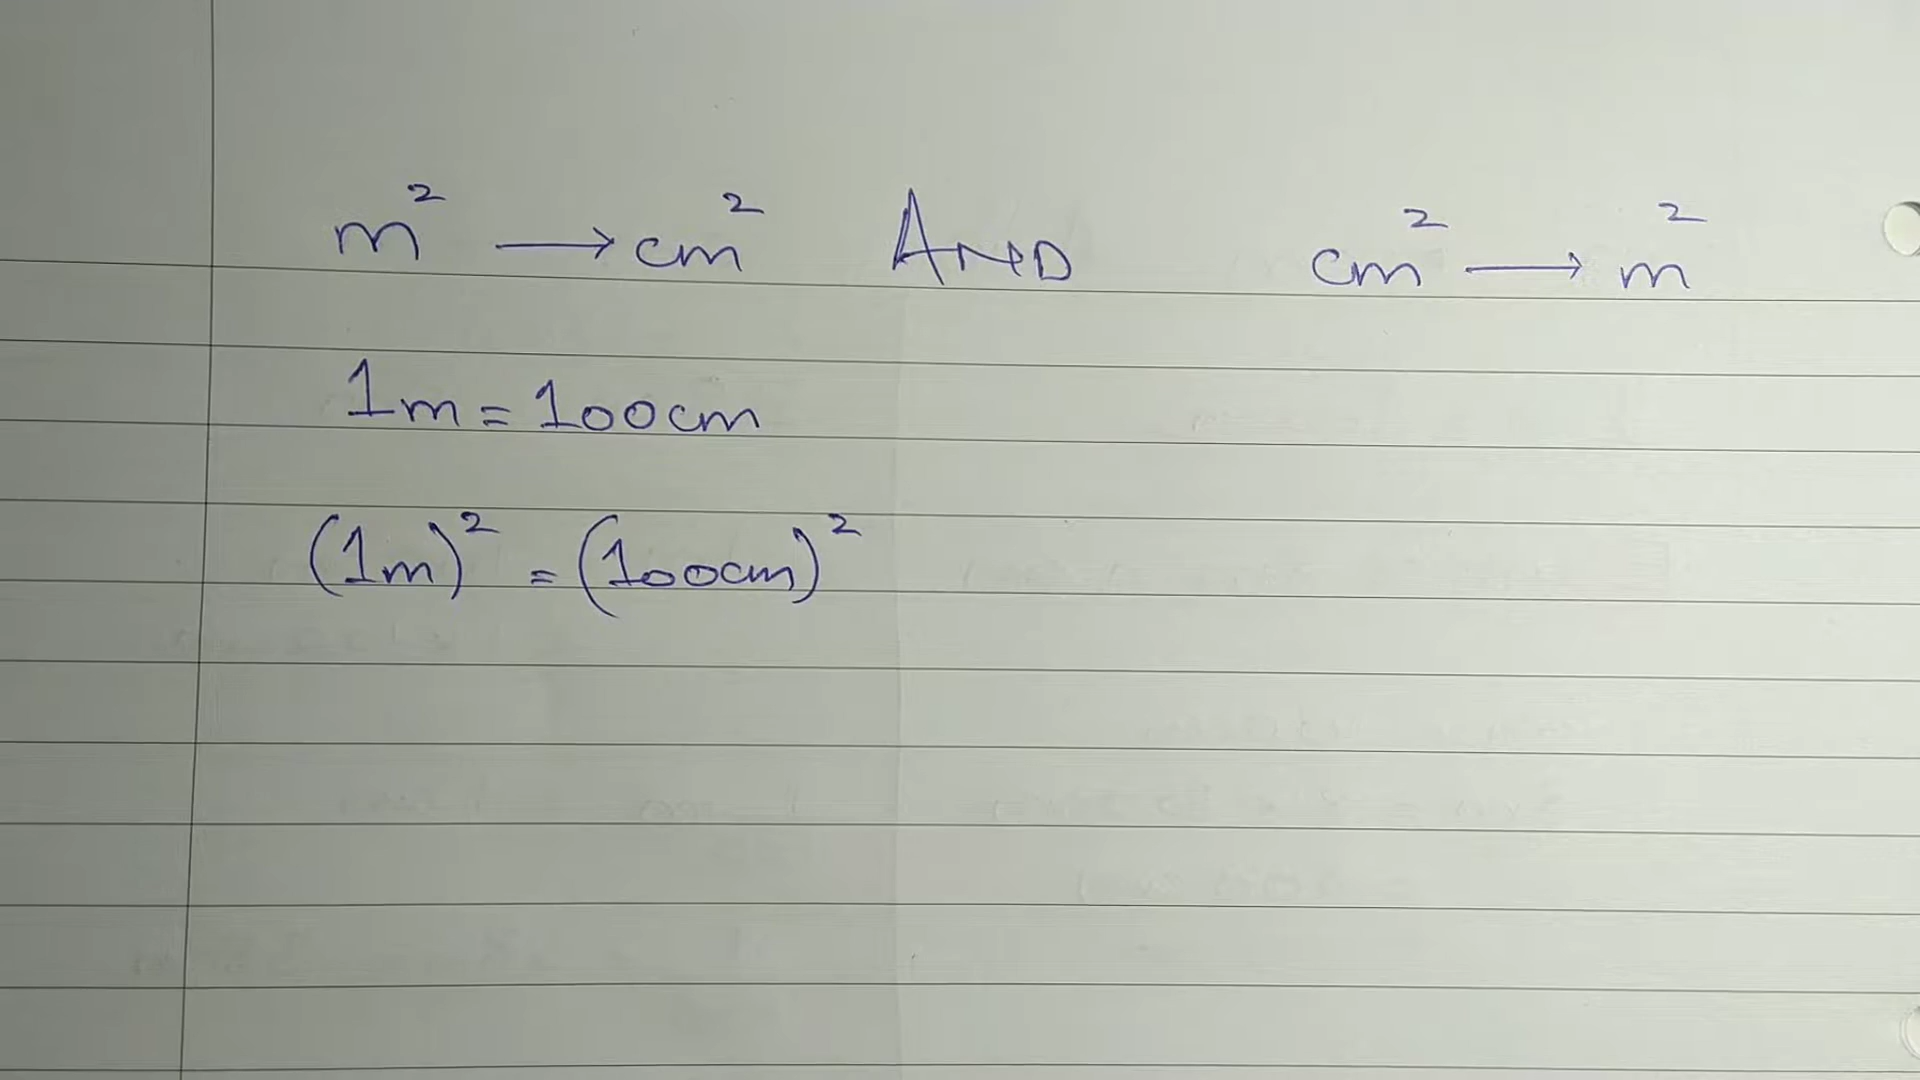 m² → cm² AND cm² → m²
1m = 100cm
(1m)² = (100cm)²